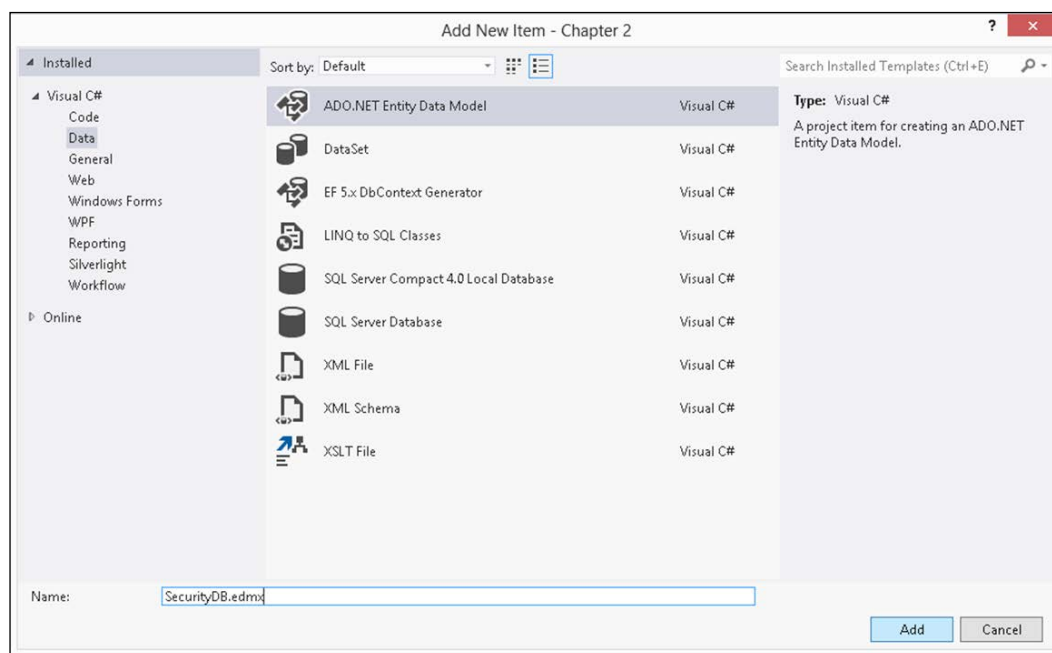 Add New Item - Chapter 2
?
Installed
Sort by: Default
Search Installed Templates (Ctrl+E)
Visual C#
Code
Data
General
Web
Windows Forms
WPF
Reporting
Silverlight
Workflow
Online
ADO.NET Entity Data Model Visual C#
DataSet Visual C#
EF 5.x DbContext Generator Visual C#
LINQ to SQL Classes Visual C#
SQL Server Compact 4.0 Local Database Visual C#
SQL Server Database Visual C#
XML File Visual C#
XML Schema Visual C#
XSLT File Visual C#
Type: Visual C#
A project item for creating an ADO.NET
Entity Data Model.
Name: SecurityDB.edmx
Add Cancel